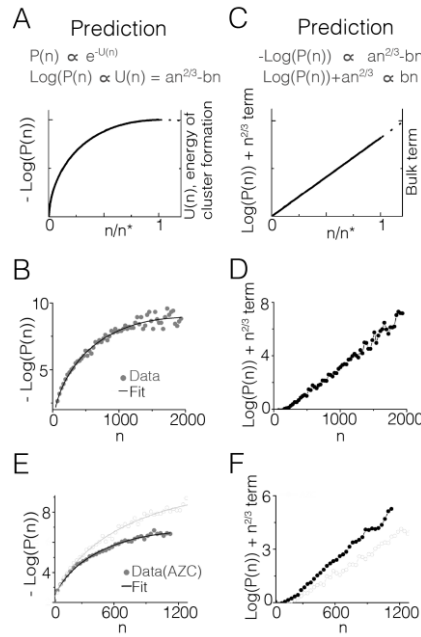 A
Prediction
P(n) ∝ e^-U(n)
Log(P(n) ∝ U(n) = an^2/3-bn
- Log(P(n))
U(n), energy of
cluster formation
0
1
n/n*
C
Prediction
-Log(P(n)) ∝ an^2/3-bn
Log(P(n))+an^2/3 ∝ bn
Log(P(n)) + n^2/3 term
Bulk term
0
1
n/n*
B
- Log(P(n))
10
5
Data
Fit
0
1000
2000
n
D
Log(P(n)) + n^2/3 term
8
4
0
0
1000
2000
n
E
- Log(P(n))
8
4
Data(AZC)
Fit
0
600
1200
n
F
Log(P(n)) + n^2/3 term
6
3
0
0
600
1200
n